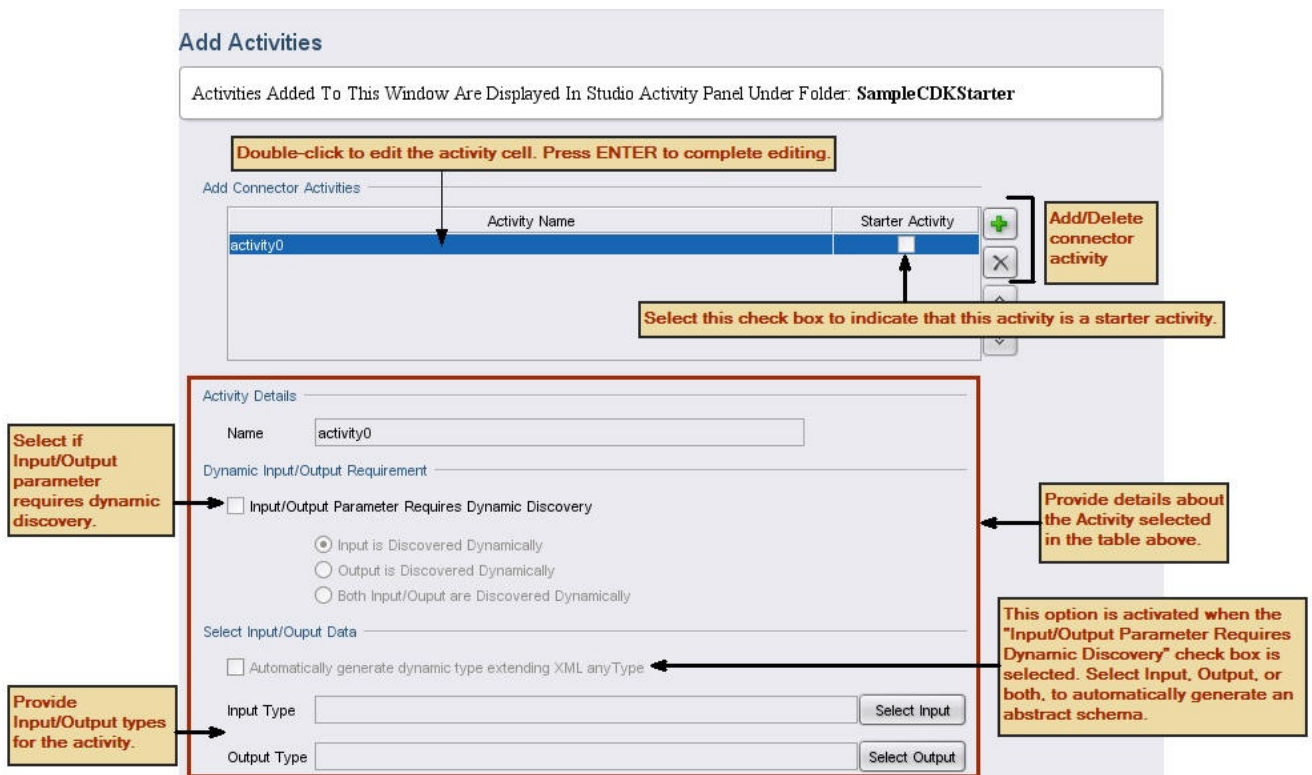 Add Activities
Activities Added To This Window Are Displayed In Studio Activity Panel Under Folder: SampleCDKStarter
Double-click to edit the activity cell. Press ENTER to complete editing.
Add Connector Activities
Activity Name
Starter Activity
activity0
Add/Delete
connector
activity
Select this check box to indicate that this activity is a starter activity.
Activity Details
Name
activity0
Select if
Input/Output
parameter
requires dynamic
discovery.
Dynamic Input/Output Requirement
Input/Output Parameter Requires Dynamic Discovery
Input is Discovered Dynamically
Output is Discovered Dynamically
Both Input/Ouput are Discovered Dynamically
Provide details about
the Activity selected
in the table above.
Select Input/Ouput Data
Automatically generate dynamic type extending XML anyType
This option is activated when the
"Input/Output Parameter Requires
Dynamic Discovery" check box is
selected. Select Input, Output, or
both, to automatically generate an
abstract schema.
Provide
Input/Output types
for the activity.
Input Type
Select Input
Output Type
Select Output